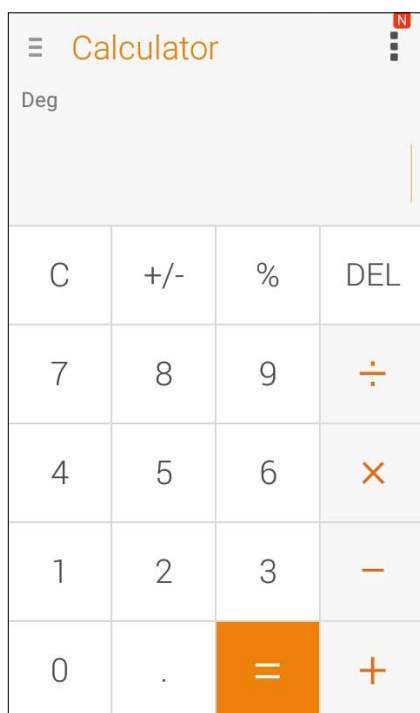 N
Calculator
Deg
C +/- % DEL
7 8 9 ÷
4 5 6 ×
1 2 3 −
0 . = +